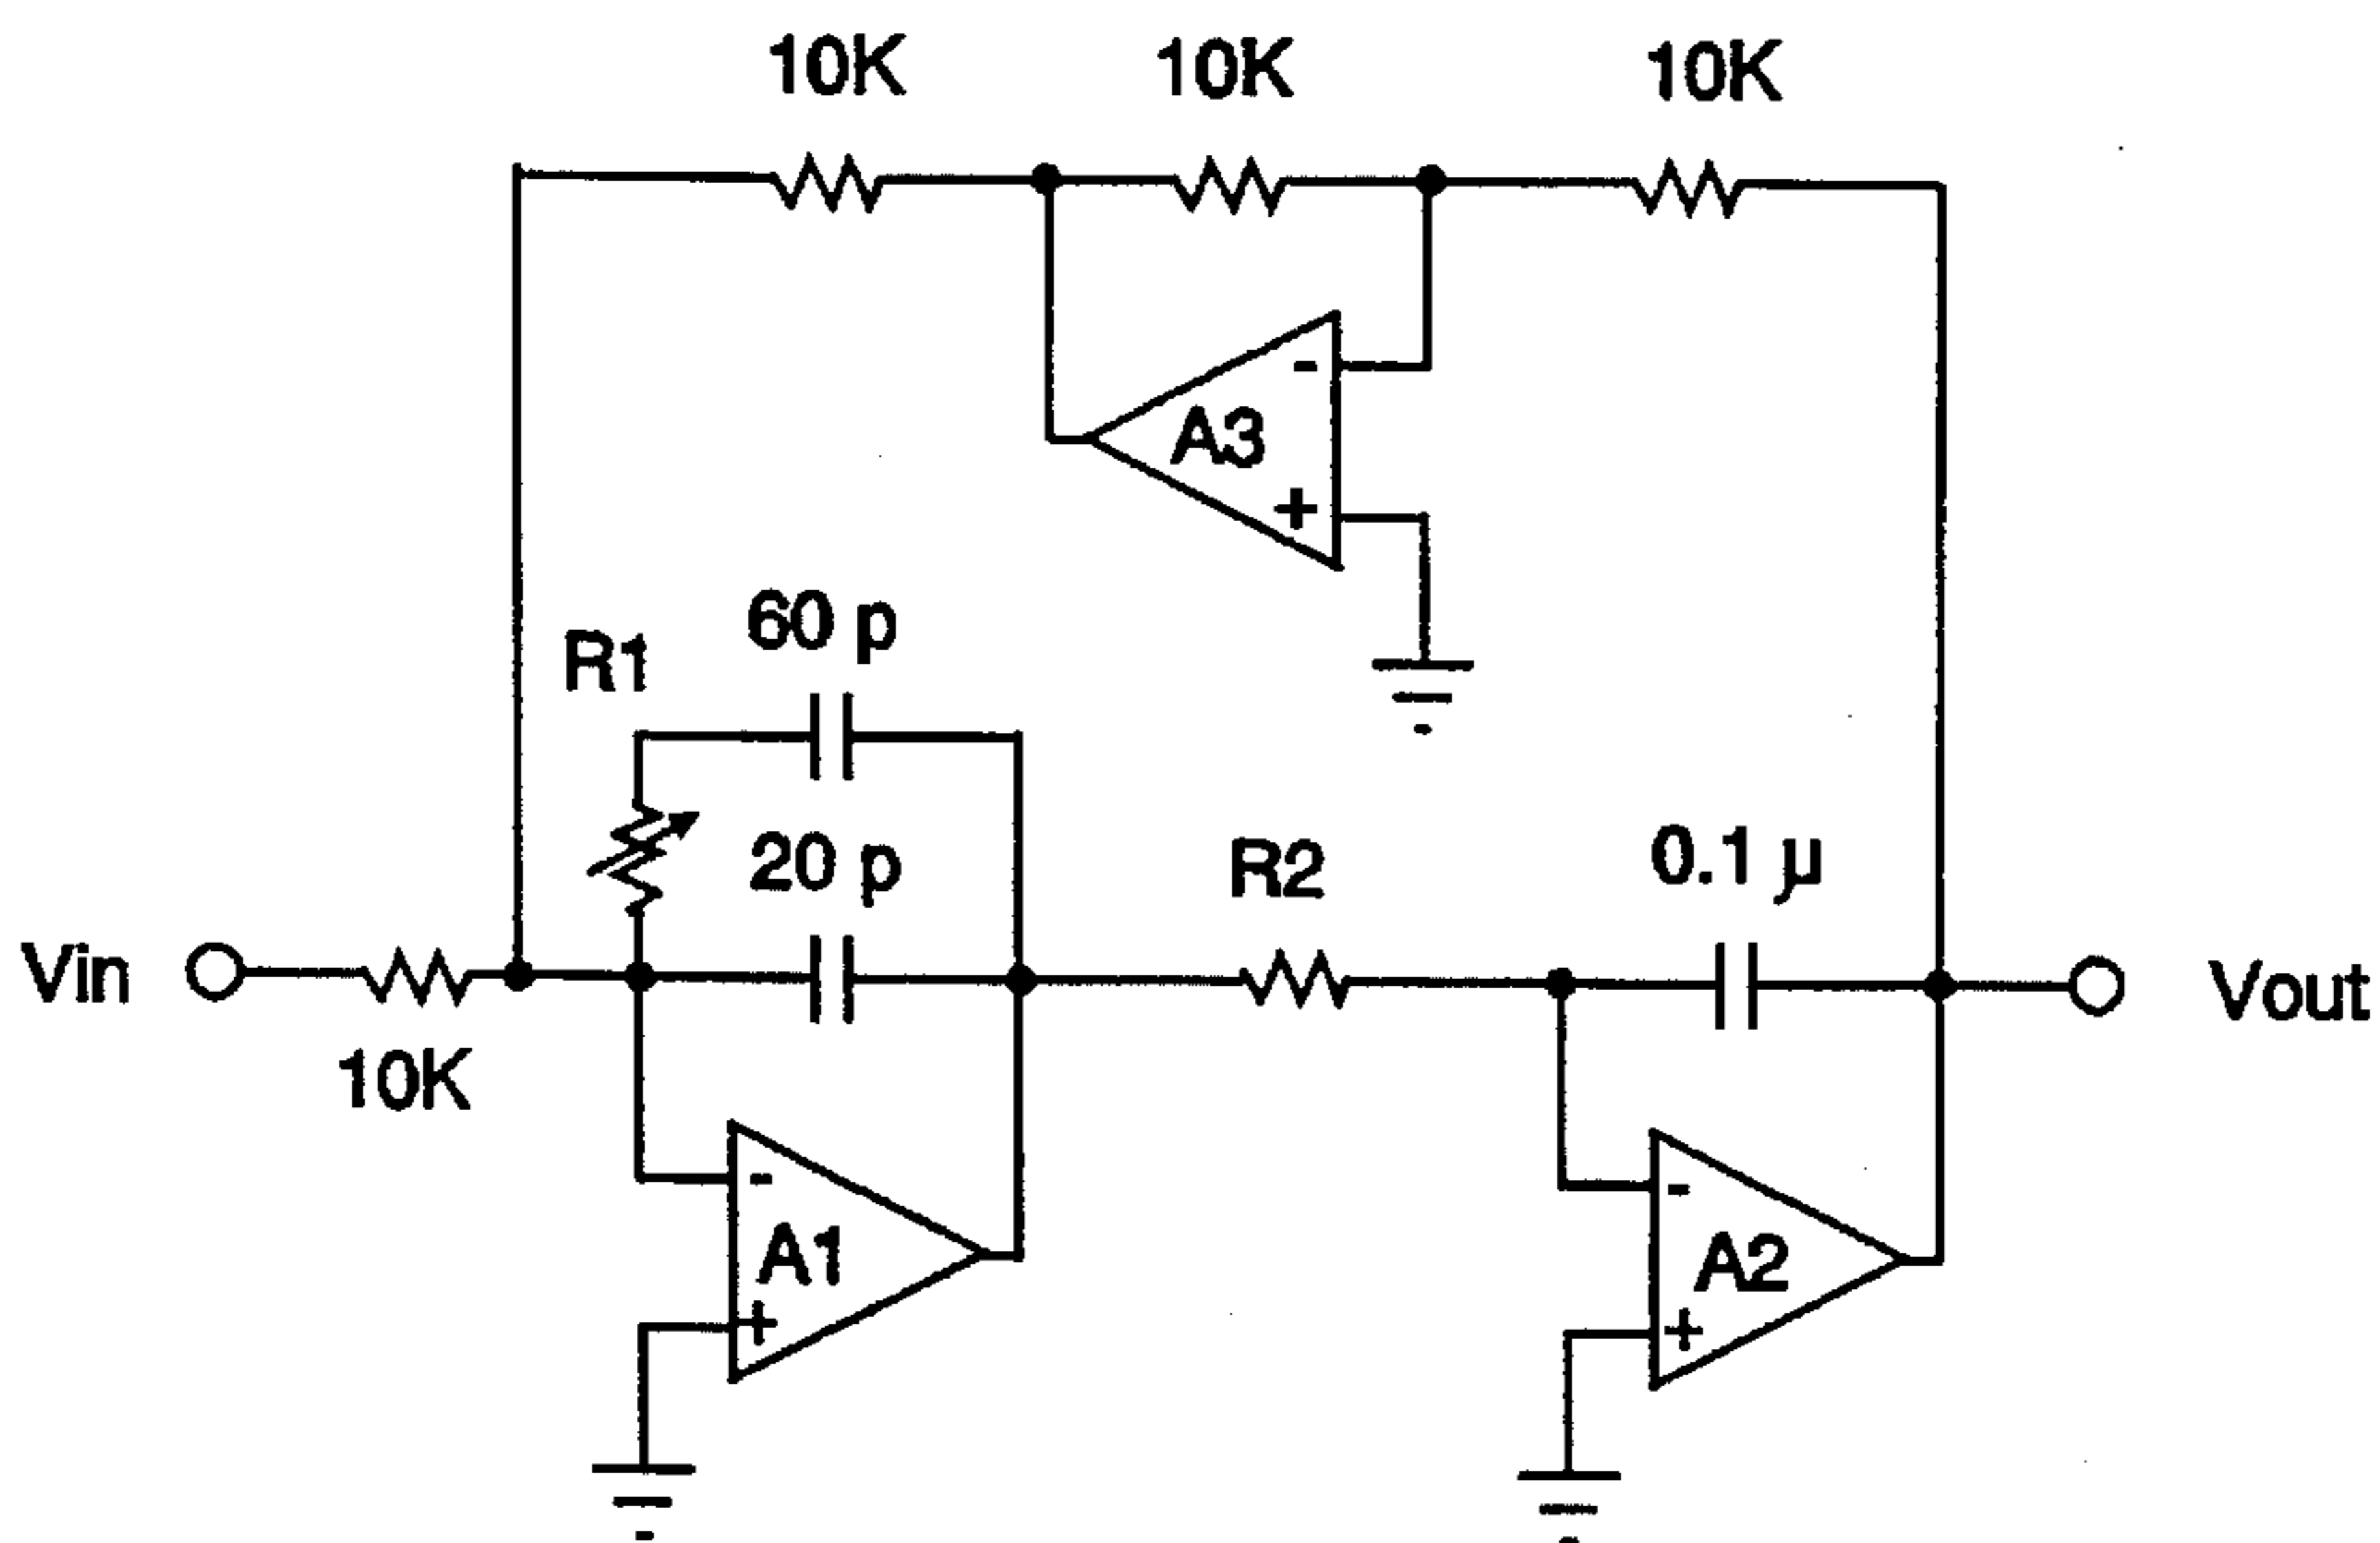 10K 10K 10K
-
A3
+
60 p
R1
20 p
R2
0.1 µ
Vin
Vout
10K
-
A1
+
-
A2
+